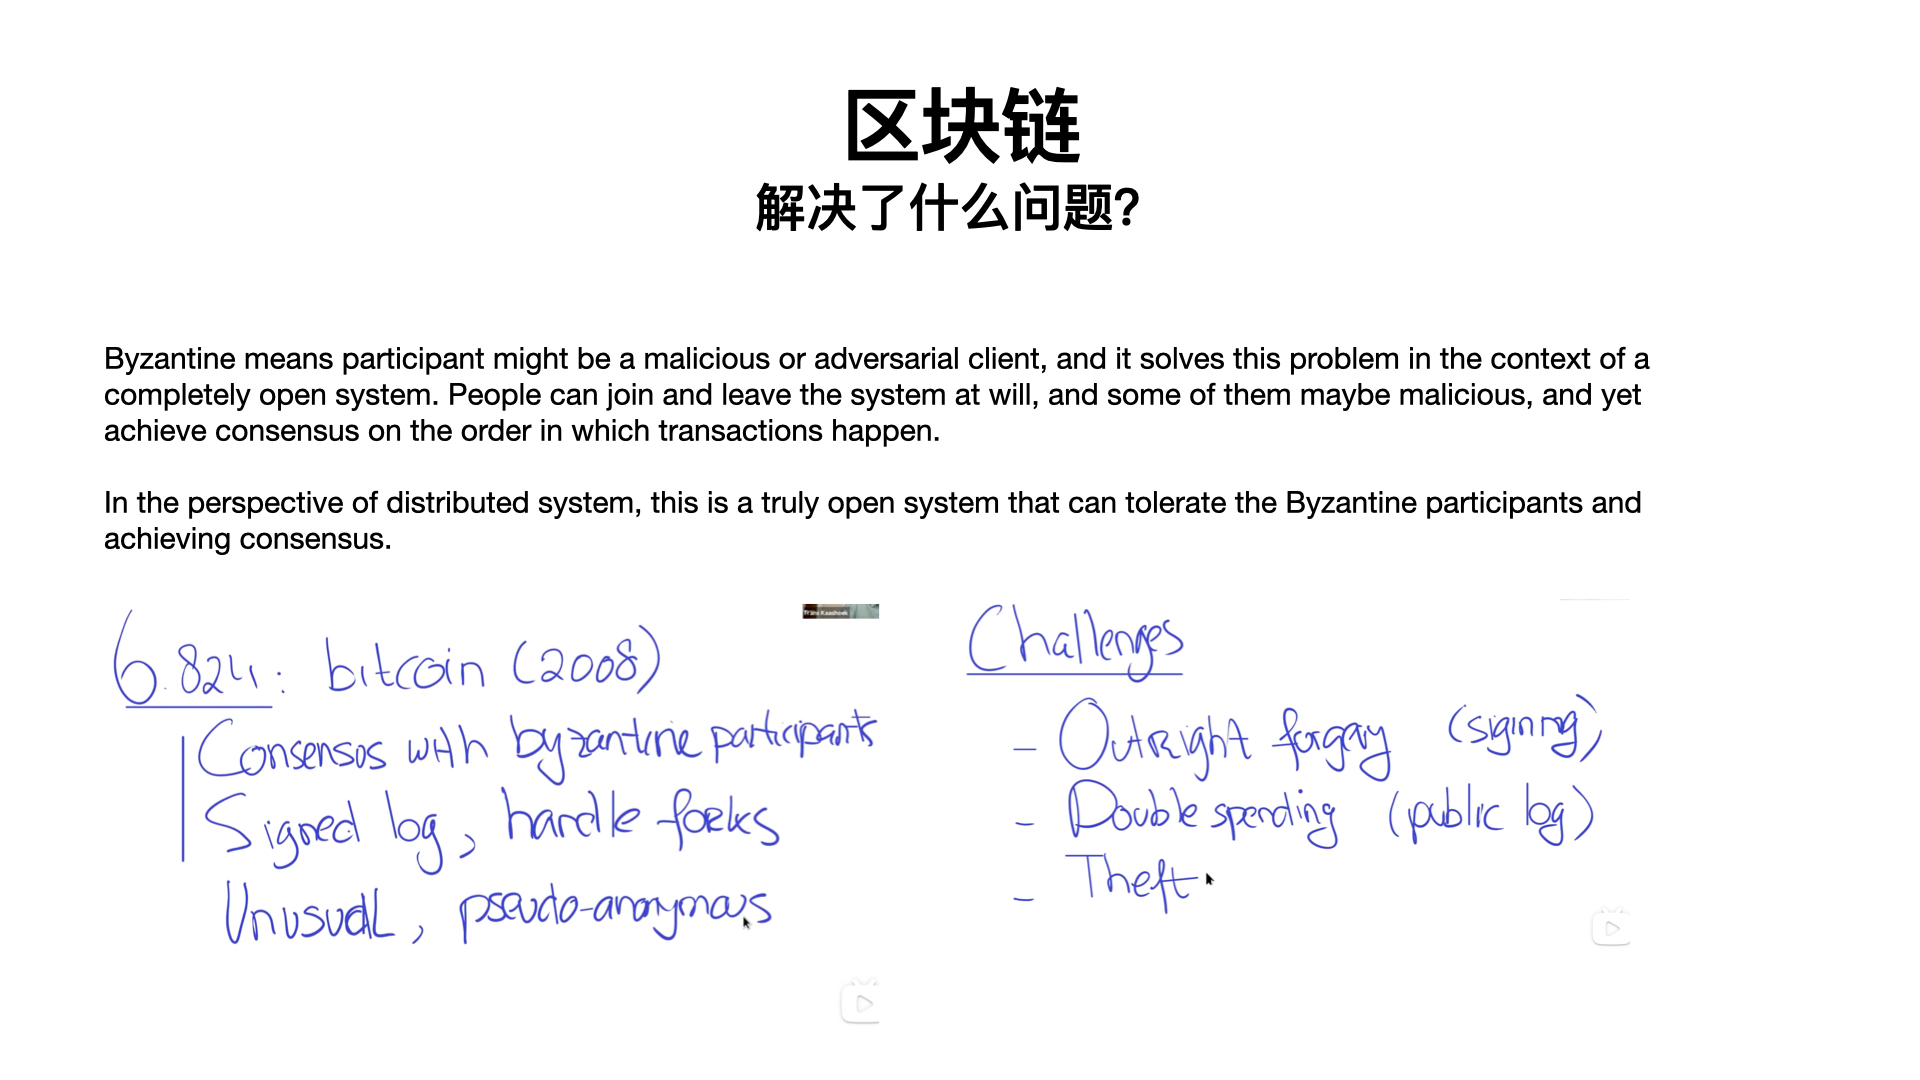 区块链
解决了什么问题？
Byzantine means participant might be a malicious or adversarial client, and it solves this problem in the context of a
completely open system. People can join and leave the system at will, and some of them maybe malicious, and yet
achieve consensus on the order in which transactions happen.
In the perspective of distributed system, this is a truly open system that can tolerate the Byzantine participants and
achieving consensus.
Frans Kaashoek
6.824: bitcoin (2008)
Consensos with byzantine participants
Signed log, handle forks
Unusual, pseudo-anonymous
Challenges
- Outright forgery (signing)
- Double spending (public log)
- Theft